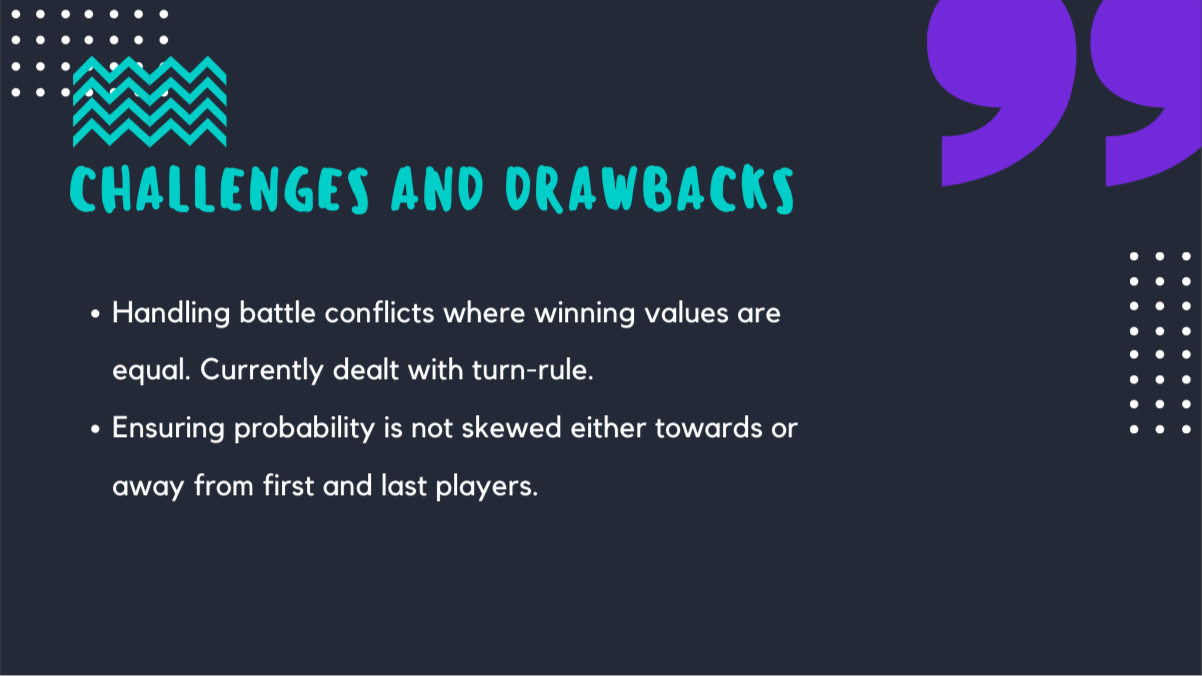 CHALLENGES AND DRAWBACKS
• Handling battle conflicts where winning values are
equal. Currently dealt with turn-rule.
• Ensuring probability is not skewed either towards or
away from first and last players.